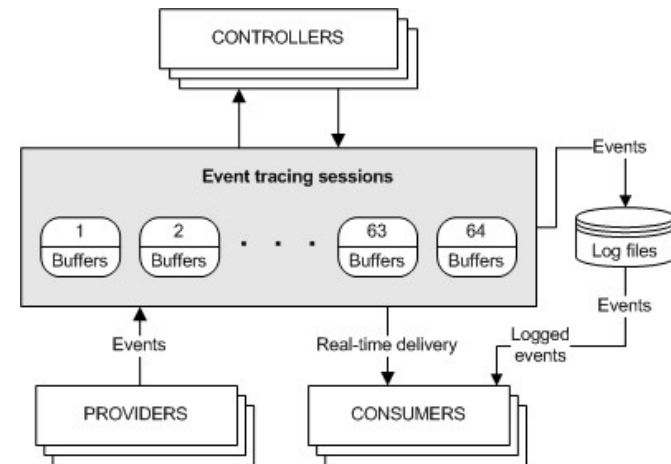 CONTROLLERS
Event tracing sessions
Events
1
2
63
64
Buffers
Buffers
. . .
Buffers
Buffers
Log files
Events
Events
Real-time delivery
Logged
events
PROVIDERS
CONSUMERS